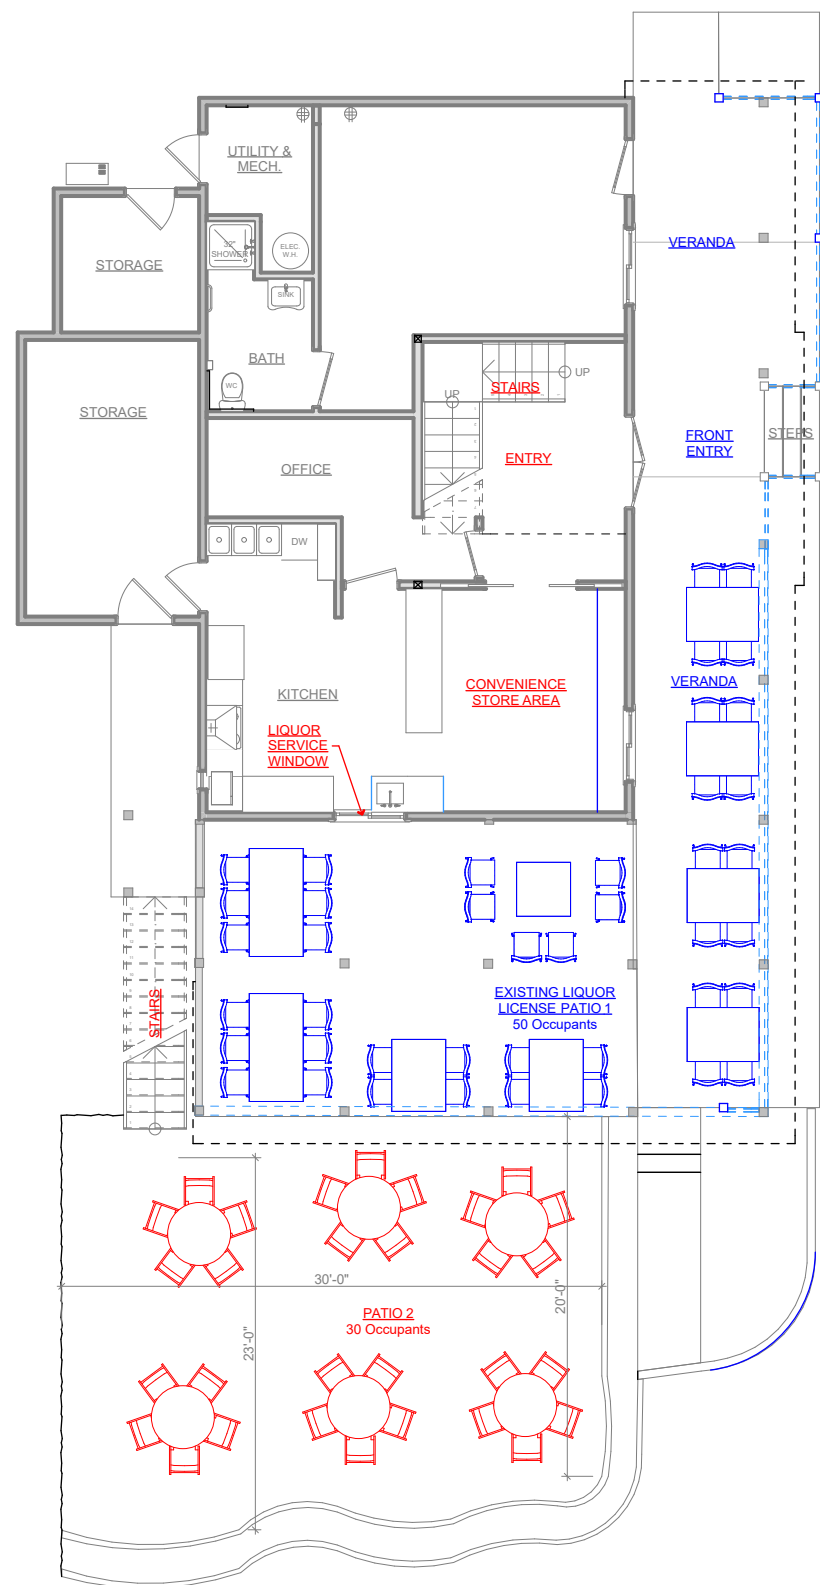 UTILITY &
MECH.
STORAGE
32"
SHOWER
ELEC.
W.H.
SINK
VERANDA
BATH
WC
STORAGE
STAIRS
UP
UP
FRONT
ENTRY
STEPS
ENTRY
OFFICE
DW
KITCHEN
CONVENIENCE
STORE AREA
VERANDA
LIQUOR
SERVICE
WINDOW
EXISTING LIQUOR
LICENSE PATIO 1
50 Occupants
STAIRS
30'-0"
20'-0"
23'-0"
PATIO 2
30 Occupants